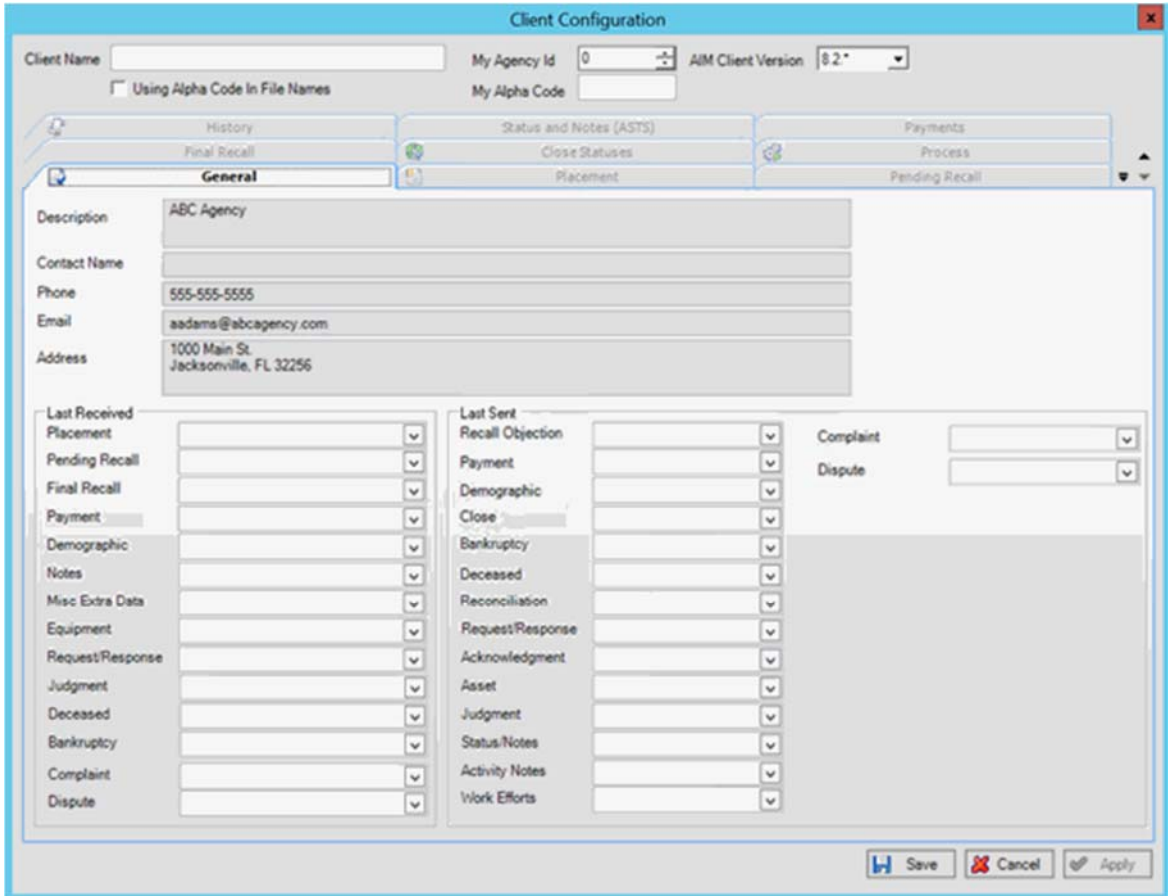 Client Configuration
x
Client Name
My Agency Id 0
AIM Client Version 8.2.*
Using Alpha Code In File Names
My Alpha Code
History
Status and Notes (ASTS)
Payments
Final Recall
Close Statuses
Process
General
Placement
Pending Recall
Description
ABC Agency
Contact Name
Phone
555-555-5555
Email
aadams@abcagency.com
Address
1000 Main St.
Jacksonville, FL 32256
Last Received
Placement
Pending Recall
Final Recall
Payment
Demographic
Notes
Misc Extra Data
Equipment
Request/Response
Judgment
Deceased
Bankruptcy
Complaint
Dispute
Last Sent
Recall Objection
Payment
Demographic
Close
Bankruptcy
Deceased
Reconciliation
Request/Response
Acknowledgment
Asset
Judgment
Status/Notes
Activity Notes
Work Efforts
Complaint
Dispute
Save
Cancel
Apply